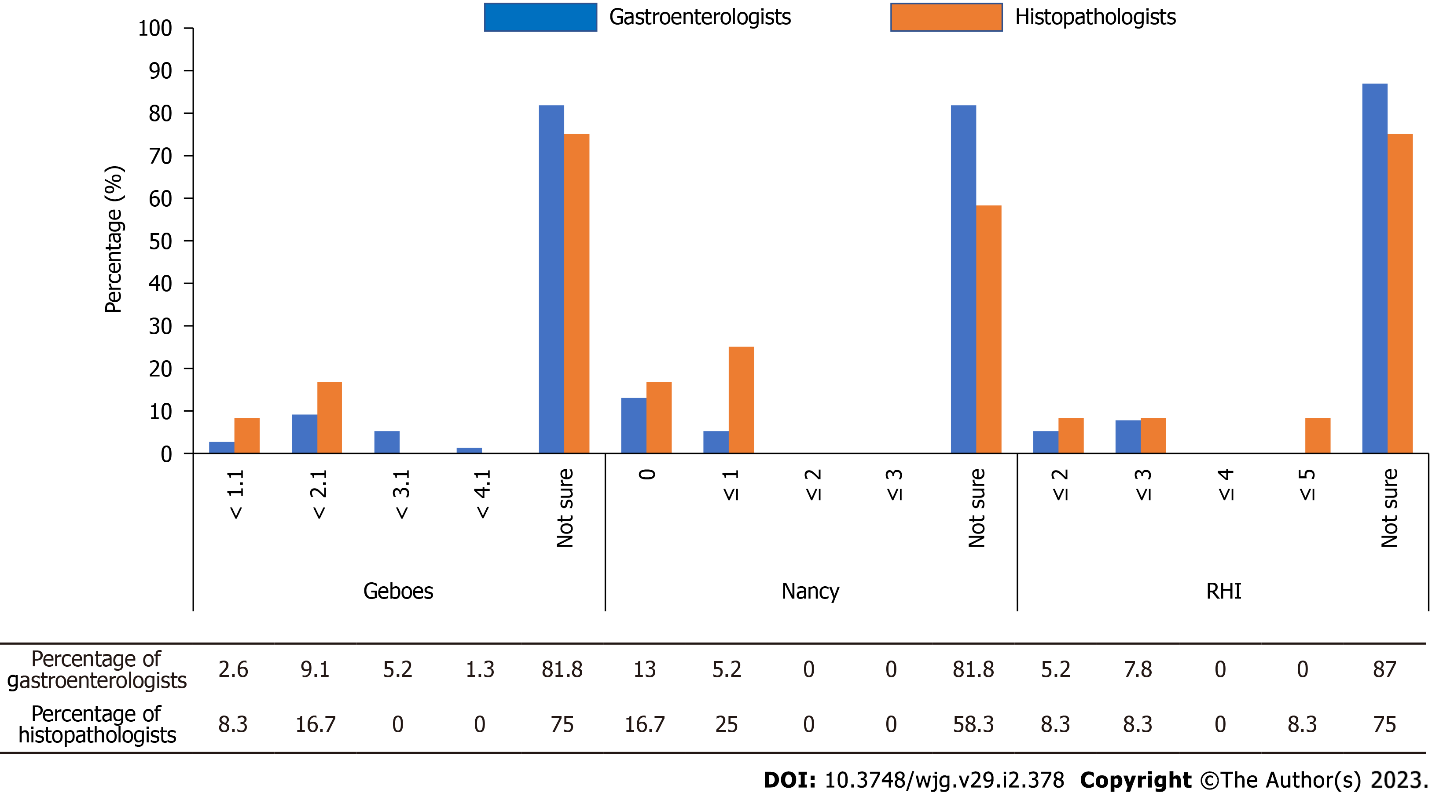 Gastroenterologists Histopathologists
100
90
80
70
60
50
40
30
20
10
0
Percentage (%)
< 1.1 < 2.1 < 3.1 < 4.1 Not sure 0 ≤ 1 ≤ 2 ≤ 3 Not sure ≤ 2 ≤ 3 ≤ 4 ≤ 5 Not sure
Geboes Nancy RHI
Percentage of
gastroenterologists 2.6 9.1 5.2 1.3 81.8 13 5.2 0 0 81.8 5.2 7.8 0 0 87
Percentage of
histopathologists 8.3 16.7 0 0 75 16.7 25 0 0 58.3 8.3 8.3 0 8.3 75
DOI: 10.3748/wjg.v29.i2.378 Copyright ©The Author(s) 2023.